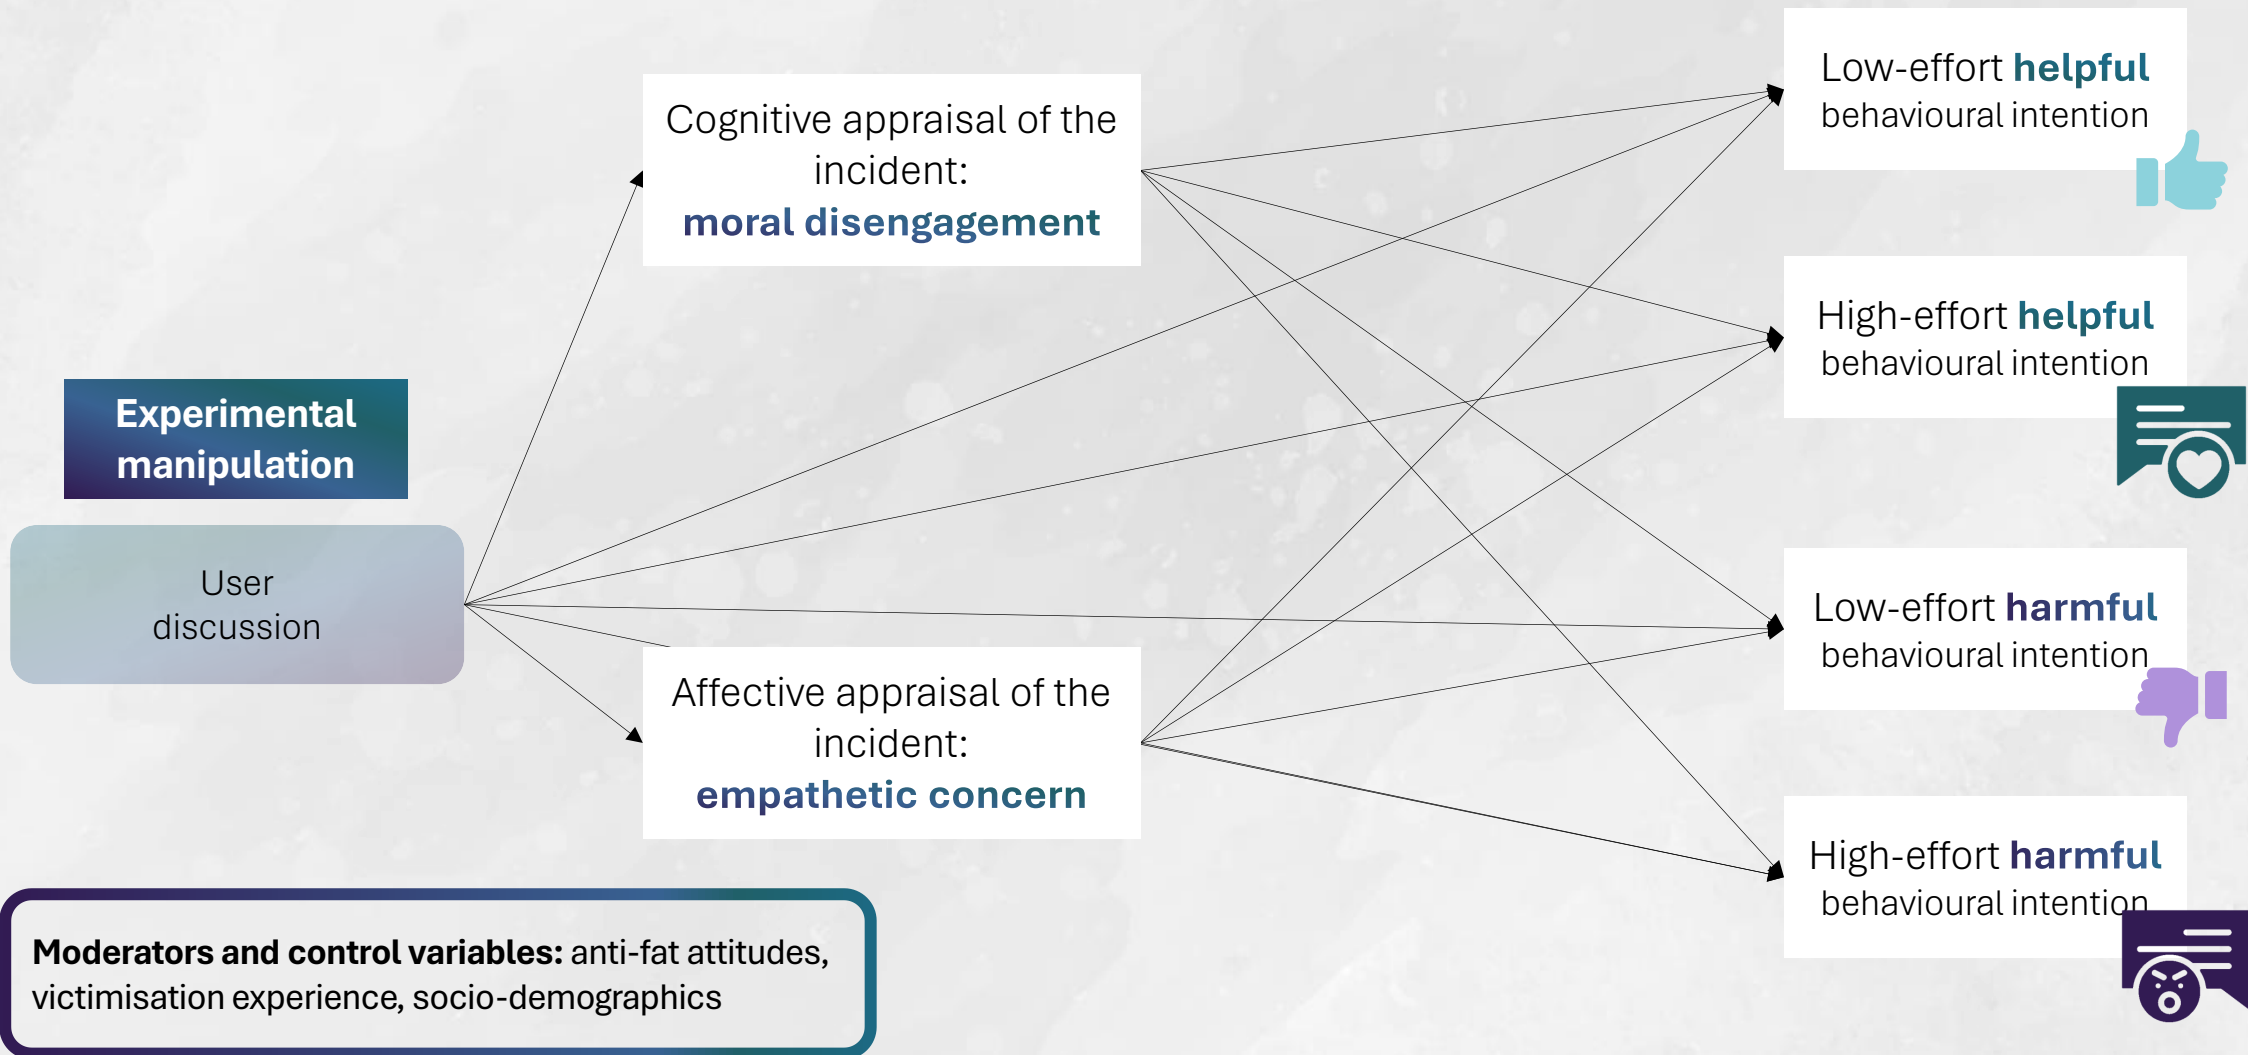 Experimental
manipulation
User
discussion
Cognitive appraisal of the
incident:
moral disengagement
Affective appraisal of the
incident:
empathetic concern
Low-effort helpful
behavioural intention
High-effort helpful
behavioural intention
Low-effort harmful
behavioural intention
High-effort harmful
behavioural intention
Moderators and control variables: anti-fat attitudes,
victimisation experience, socio-demographics